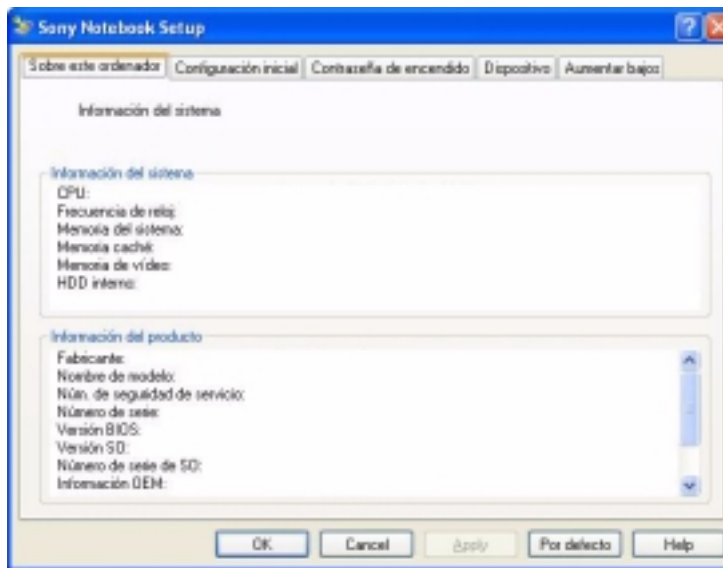 Sony Notebook Setup
Sobre este ordenador
Configuración inicial
Contraseña de encendido
Dispositivo
Aumentar bajos
Información del sistema
Información del sistema
CPU:
Frecuencia de reloj:
Memoria del sistema:
Memoria caché:
Memoria de vídeo:
HDD interno:
Información del producto
Fabricante:
Nombre de modelo:
Núm. de seguridad de servicio:
Número de serie:
Versión BIOS:
Versión SO:
Número de serie de SO:
Información OEM:
OK
Cancel
Apply
Por defecto
Help